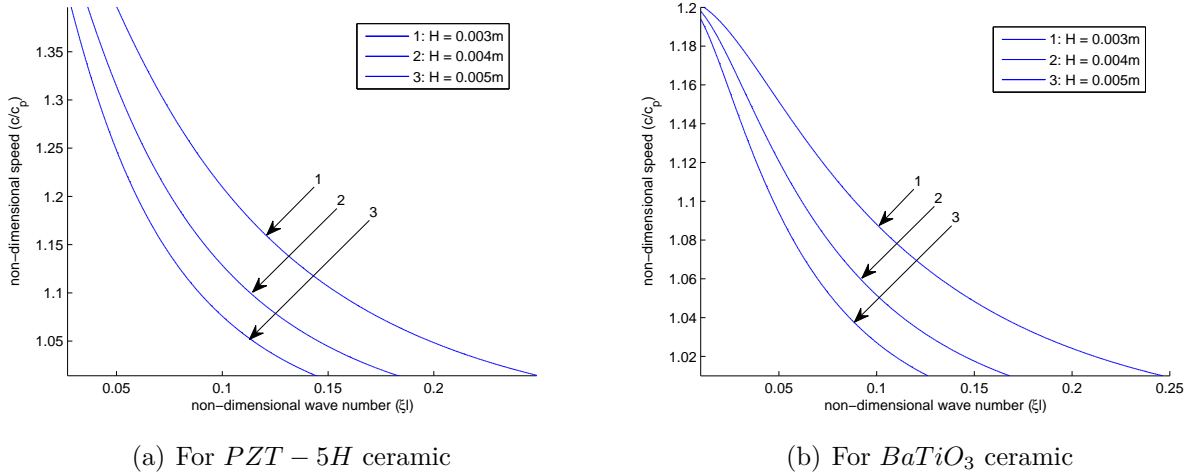 1.35
1.3
1.25
1.2
1.15
1.1
1.05
0.05 0.1 0.15 0.2
non-dimensional speed (c/c_p)
non-dimensional wave number (ξl)
1: H = 0.003m
2: H = 0.004m
3: H = 0.005m
1
2
3
(a) For PZT − 5H ceramic
1.2
1.18
1.16
1.14
1.12
1.1
1.08
1.06
1.04
1.02
0.05 0.1 0.15 0.2 0.25
non-dimensional speed (c/c_p)
non-dimensional wave number (ξl)
1: H = 0.003m
2: H = 0.004m
3: H = 0.005m
1
2
3
(b) For BaTiO₃ ceramic